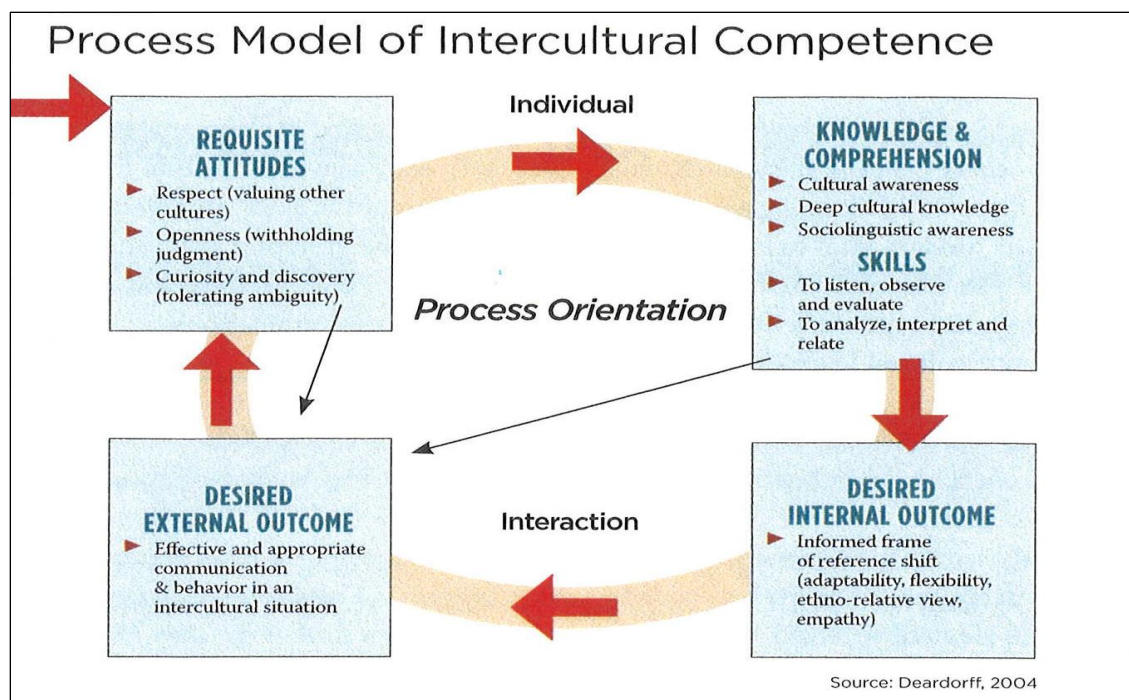 Process Model of Intercultural Competence
Individual
REQUISITE
ATTITUDES
Respect (valuing other
cultures)
Openness (withholding
judgment)
Curiosity and discovery
(tolerating ambiguity)
KNOWLEDGE &
COMPREHENSION
Cultural awareness
Deep cultural knowledge
Sociolinguistic awareness
SKILLS
To listen, observe
and evaluate
To analyze, interpret and
relate
Process Orientation
DESIRED
EXTERNAL OUTCOME
Effective and appropriate
communication
& behavior in an
intercultural situation
Interaction
DESIRED
INTERNAL OUTCOME
Informed frame
of reference shift
(adaptability, flexibility,
ethno-relative view,
empathy)
Source: Deardorff, 2004